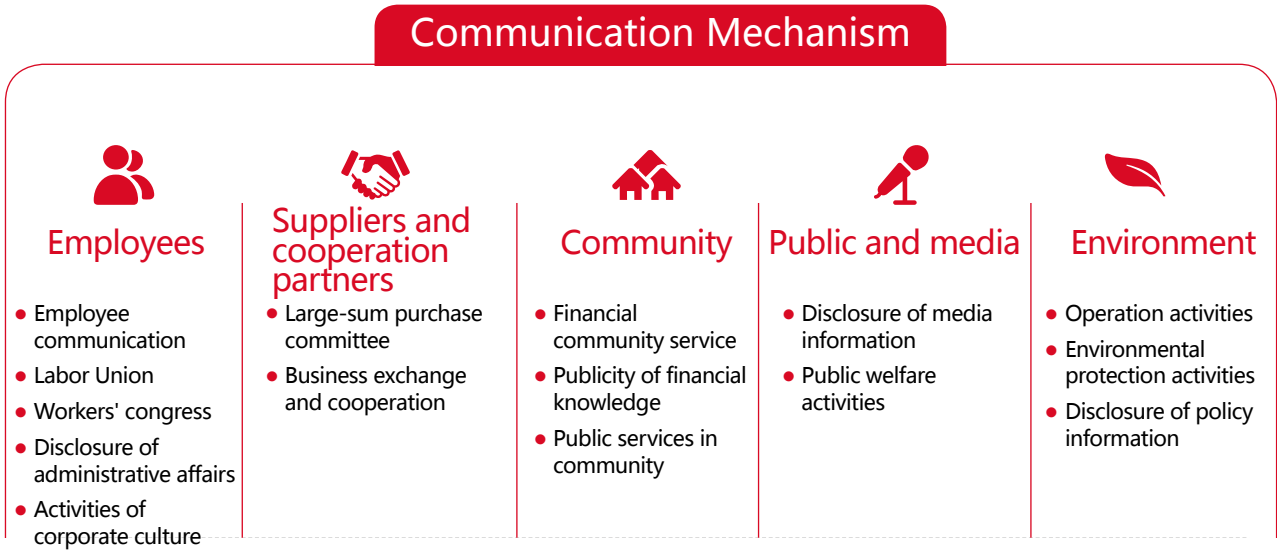 Communication Mechanism
Employees
Employee
communication
Labor Union
Workers' congress
Disclosure of
administrative affairs
Activities of
corporate culture
Suppliers and
cooperation
partners
Large-sum purchase
committee
Business exchange
and cooperation
Community
Financial
community service
Publicity of financial
knowledge
Public services in
community
Public and media
Disclosure of media
information
Public welfare
activities
Environment
Operation activities
Environmental
protection activities
Disclosure of policy
information